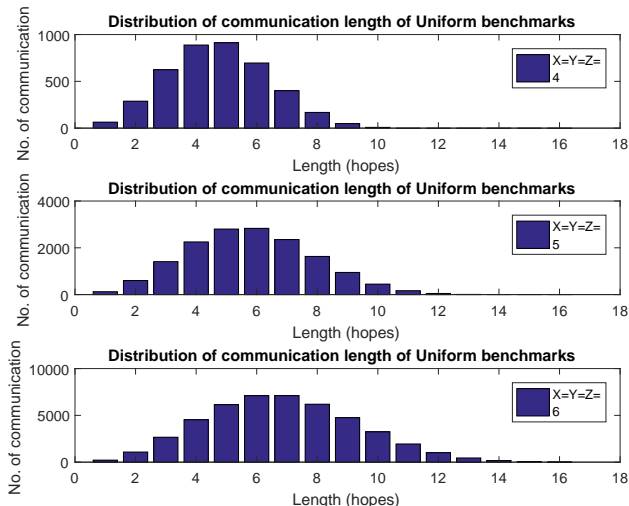 Distribution of communication length of Uniform benchmarks
No. of communication
1000
500
0
X=Y=Z=
4
0 2 4 6 8 10 12 14 16 18
Length (hopes)
Distribution of communication length of Uniform benchmarks
No. of communication
4000
2000
0
X=Y=Z=
5
0 2 4 6 8 10 12 14 16 18
Length (hopes)
Distribution of communication length of Uniform benchmarks
No. of communication
10000
5000
0
X=Y=Z=
6
0 2 4 6 8 10 12 14 16 18
Length (hopes)